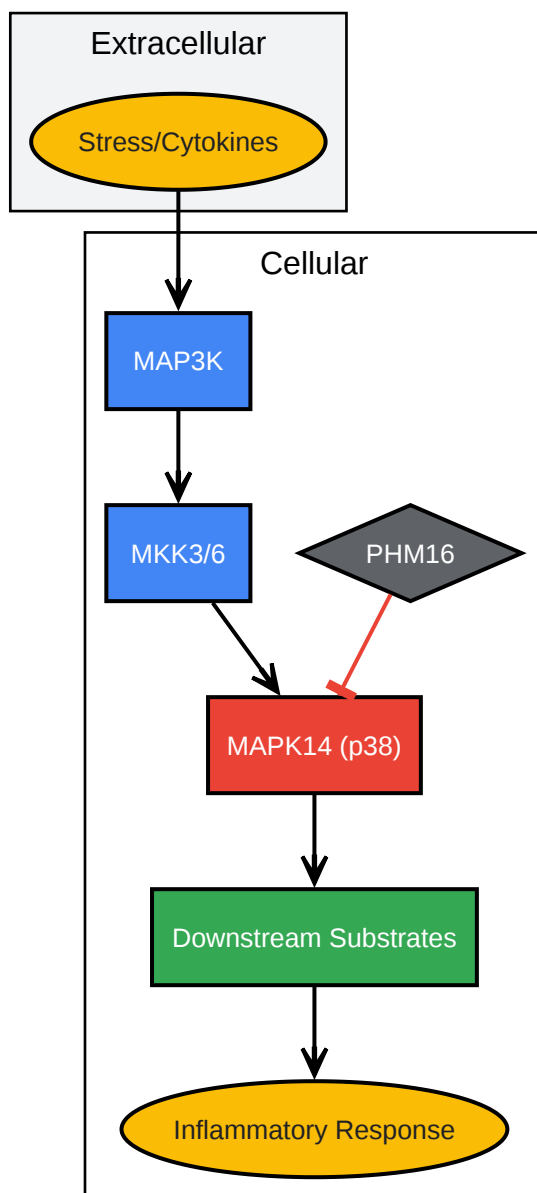 Extracellular
Stress/Cytokines
Cellular
MAP3K
MKK3/6
PHM16
MAPK14 (p38)
Downstream Substrates
Inflammatory Response